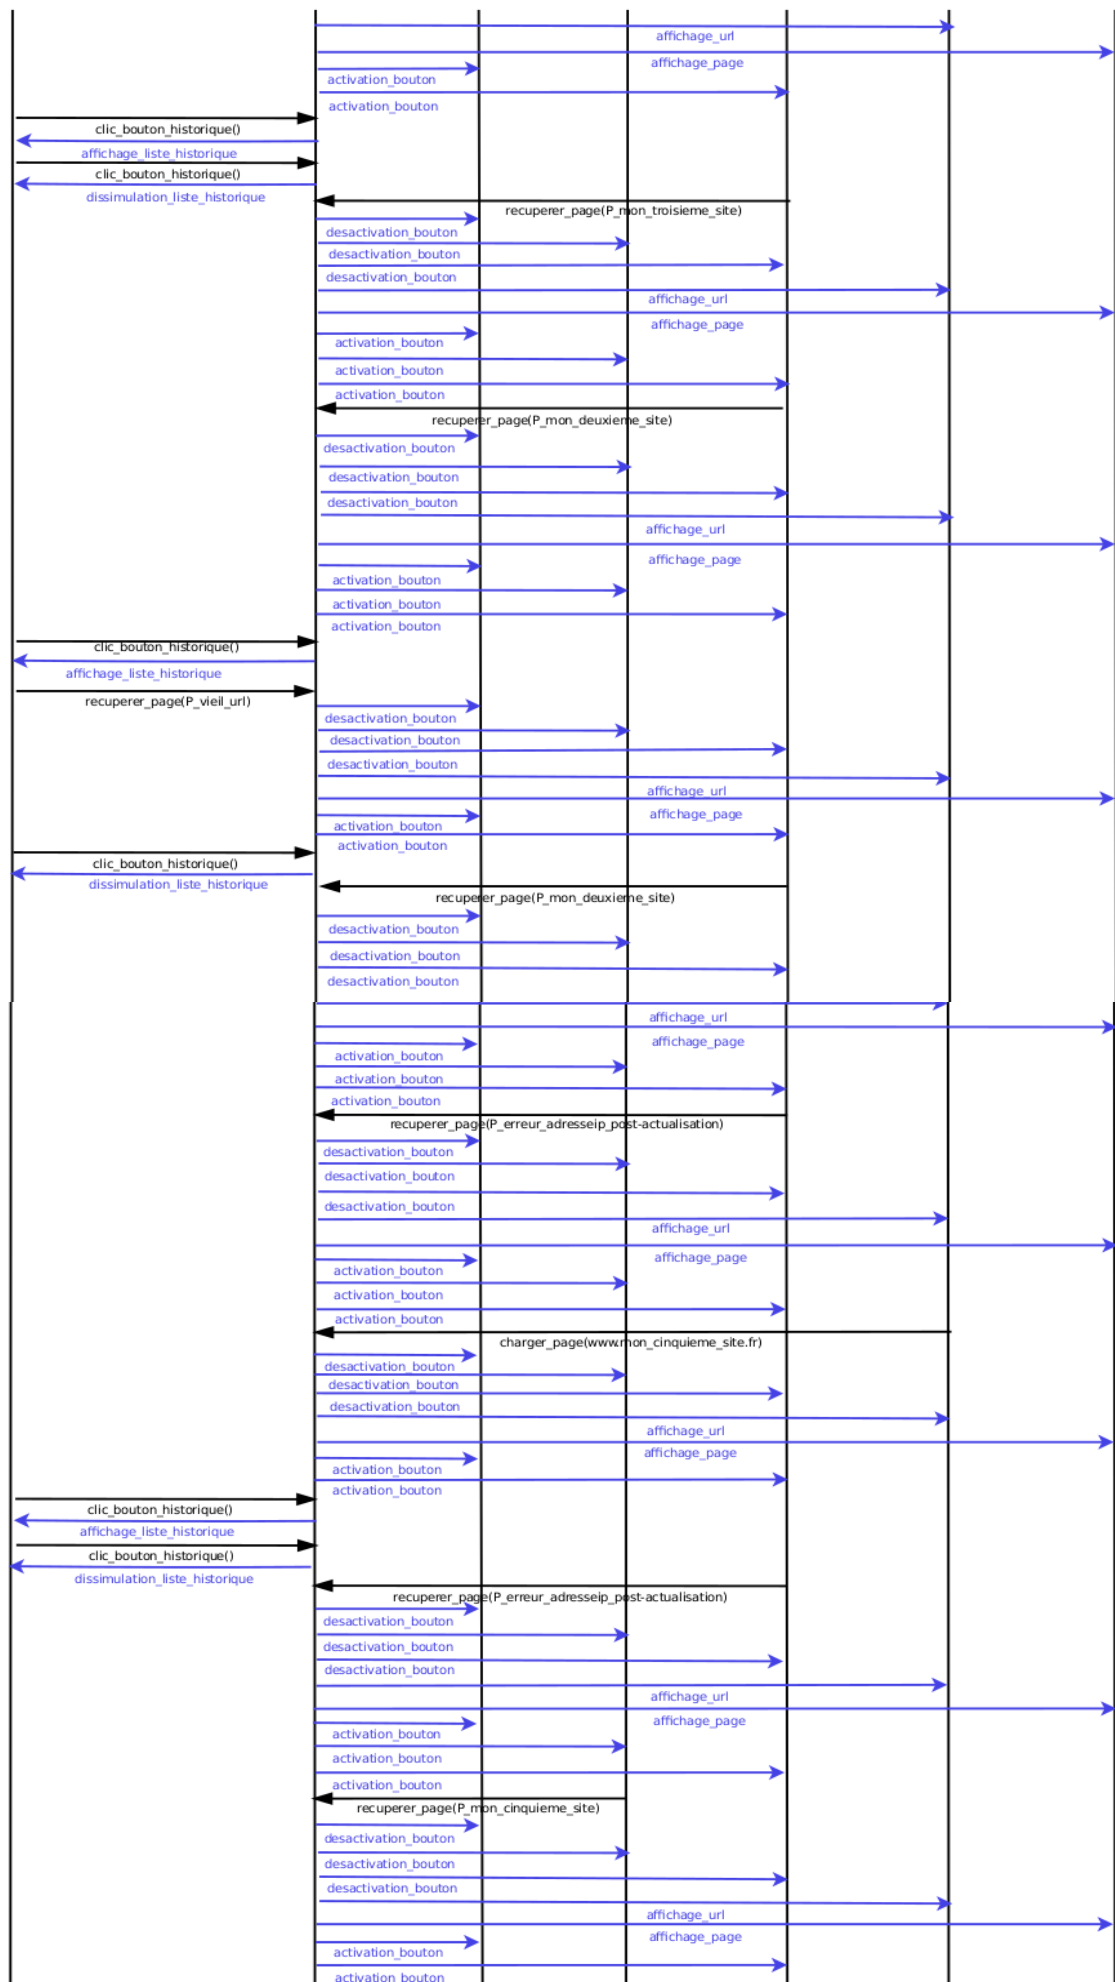 affichage_url
affichage_page
activation_bouton
activation_bouton
clic_bouton_historique()
affichage_liste_historique
clic_bouton_historique()
dissimulation_liste_historique
recuperer_page(P_mon_troisieme_site)
desactivation_bouton
desactivation_bouton
desactivation_bouton
affichage_url
affichage_page
activation_bouton
activation_bouton
activation_bouton
recuperer_page(P_mon_deuxieme_site)
desactivation_bouton
desactivation_bouton
desactivation_bouton
affichage_url
affichage_page
activation_bouton
activation_bouton
activation_bouton
clic_bouton_historique()
affichage_liste_historique
recuperer_page(P_vieil_url)
desactivation_bouton
desactivation_bouton
desactivation_bouton
affichage_url
affichage_page
activation_bouton
activation_bouton
clic_bouton_historique()
dissimulation_liste_historique
recuperer_page(P_mon_deuxieme_site)
desactivation_bouton
desactivation_bouton
desactivation_bouton
affichage_url
affichage_page
activation_bouton
activation_bouton
activation_bouton
recuperer_page(P_erreur_adresseip_post-actualisation)
desactivation_bouton
desactivation_bouton
desactivation_bouton
affichage_url
affichage_page
activation_bouton
activation_bouton
activation_bouton
charger_page(www.mon_cinquieme_site.fr)
desactivation_bouton
desactivation_bouton
desactivation_bouton
affichage_url
affichage_page
activation_bouton
activation_bouton
clic_bouton_historique()
affichage_liste_historique
clic_bouton_historique()
dissimulation_liste_historique
recuperer_page(P_erreur_adresseip_post-actualisation)
desactivation_bouton
desactivation_bouton
desactivation_bouton
affichage_url
affichage_page
activation_bouton
activation_bouton
activation_bouton
recuperer_page(P_mon_cinquieme_site)
desactivation_bouton
desactivation_bouton
desactivation_bouton
affichage_url
affichage_page
activation_bouton
activation_bouton